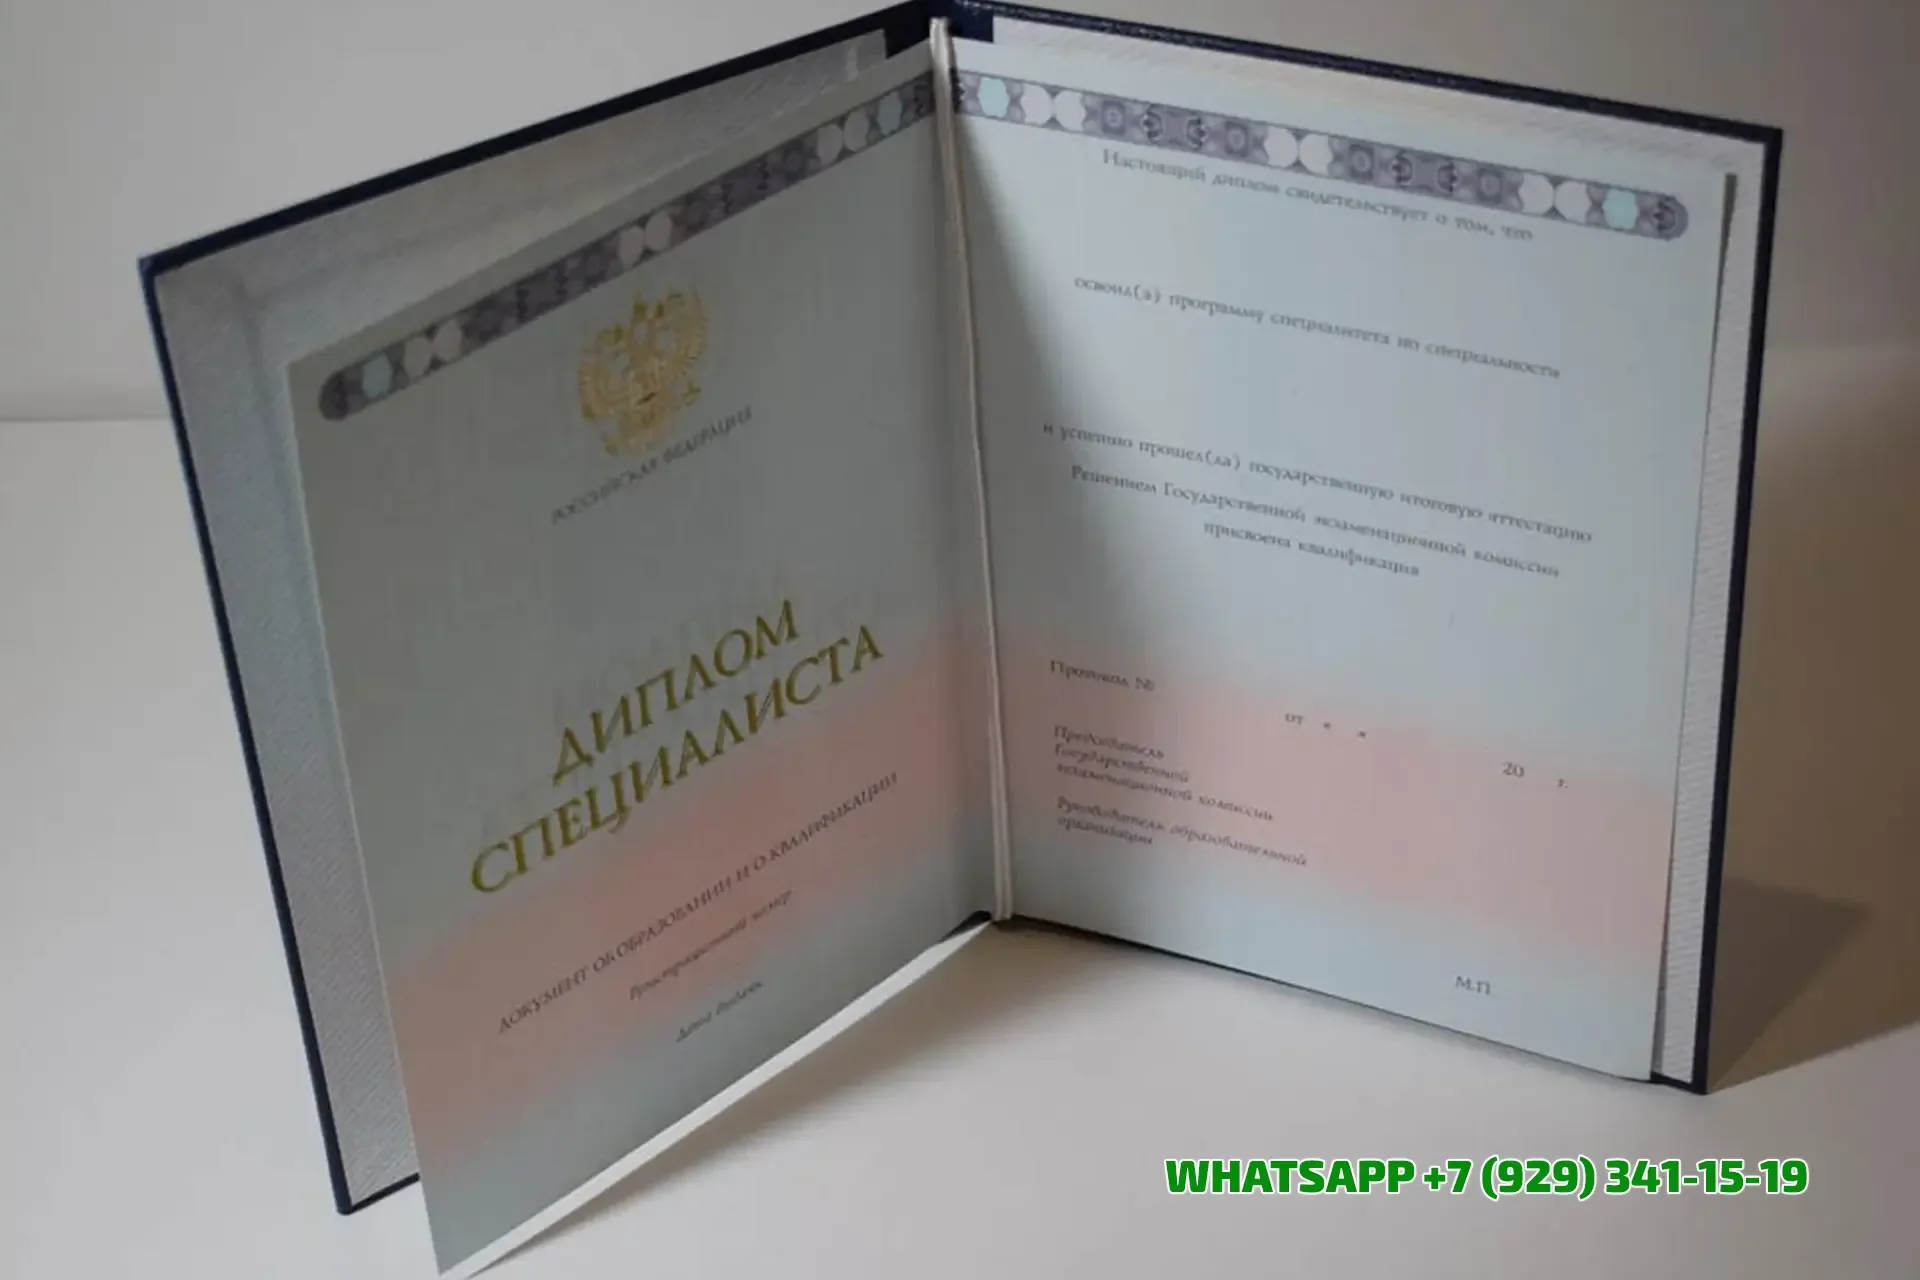 РОССИЙСКАЯ ФЕДЕРАЦИЯ
ДИПЛОМ
СПЕЦИАЛИСТА
ДОКУМЕНТ ОБ ОБРАЗОВАНИИ И О КВАЛИФИКАЦИИ
Регистрационный номер
Дата выдачи
Настоящий диплом свидетельствует о том, что
освоил(а) программу специалитета по специальности
и успешно прошел(ла) государственную итоговую аттестацию
Решением Государственной экзаменационной комиссии
присвоена квалификация
Протокол №
от « »
20 г.
Председатель
Государственной
экзаменационной комиссии
Руководитель образовательной
организации
М.П.
WHATSAPP +7 (929) 341-15-19